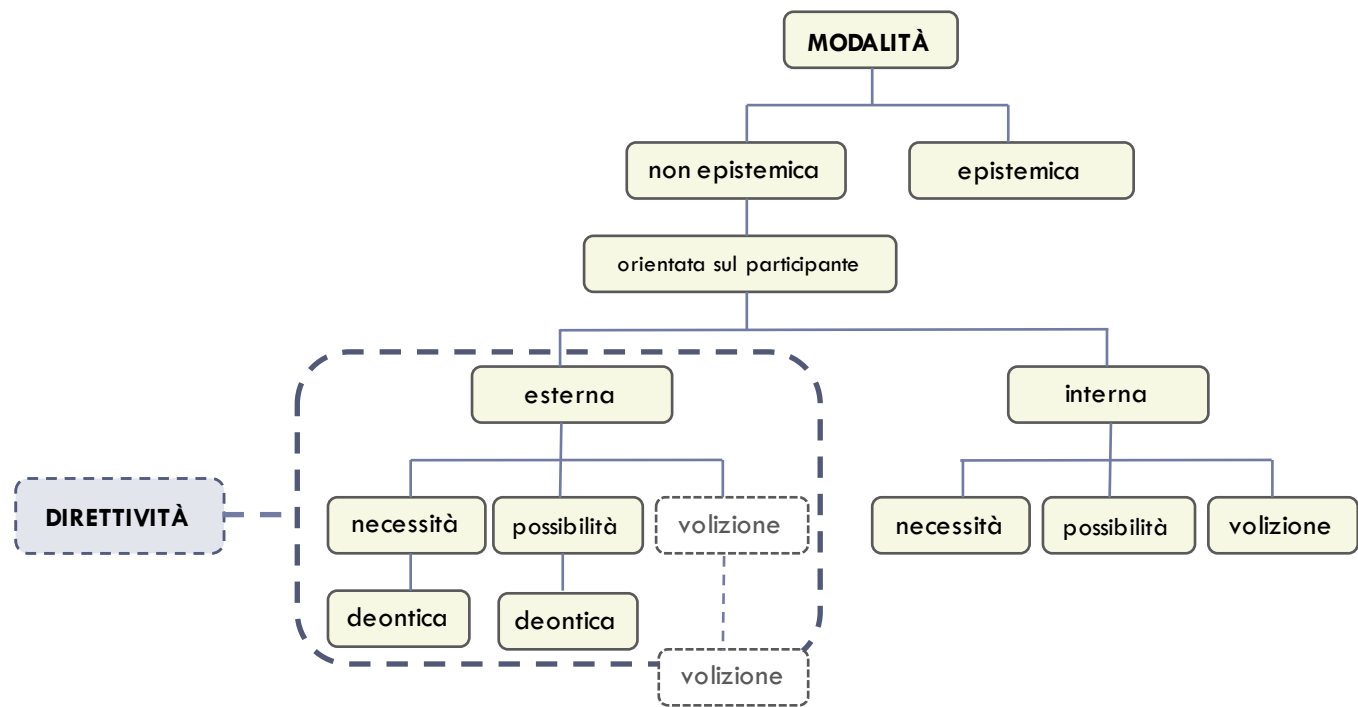 MODALITÀ
non epistemica
epistemica
orientata sul participante
esterna
interna
DIRETTIVITÀ
necessità
possibilità
volizione
necessità
possibilità
volizione
deontica
deontica
volizione